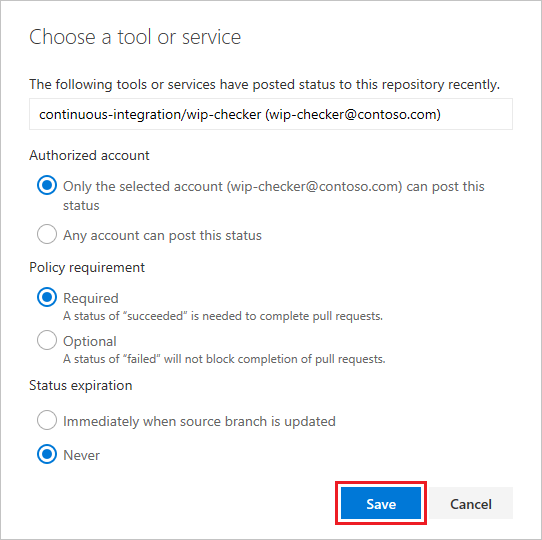 Choose a tool or service
The following tools or services have posted status to this repository recently.
continuous-integration/wip-checker (wip-checker@contoso.com)
Authorized account
Only the selected account (wip-checker@contoso.com) can post this
status
Any account can post this status
Policy requirement
Required
A status of “succeeded” is needed to complete pull requests.
Optional
A status of “failed” will not block completion of pull requests.
Status expiration
Immediately when source branch is updated
Never
Save Cancel